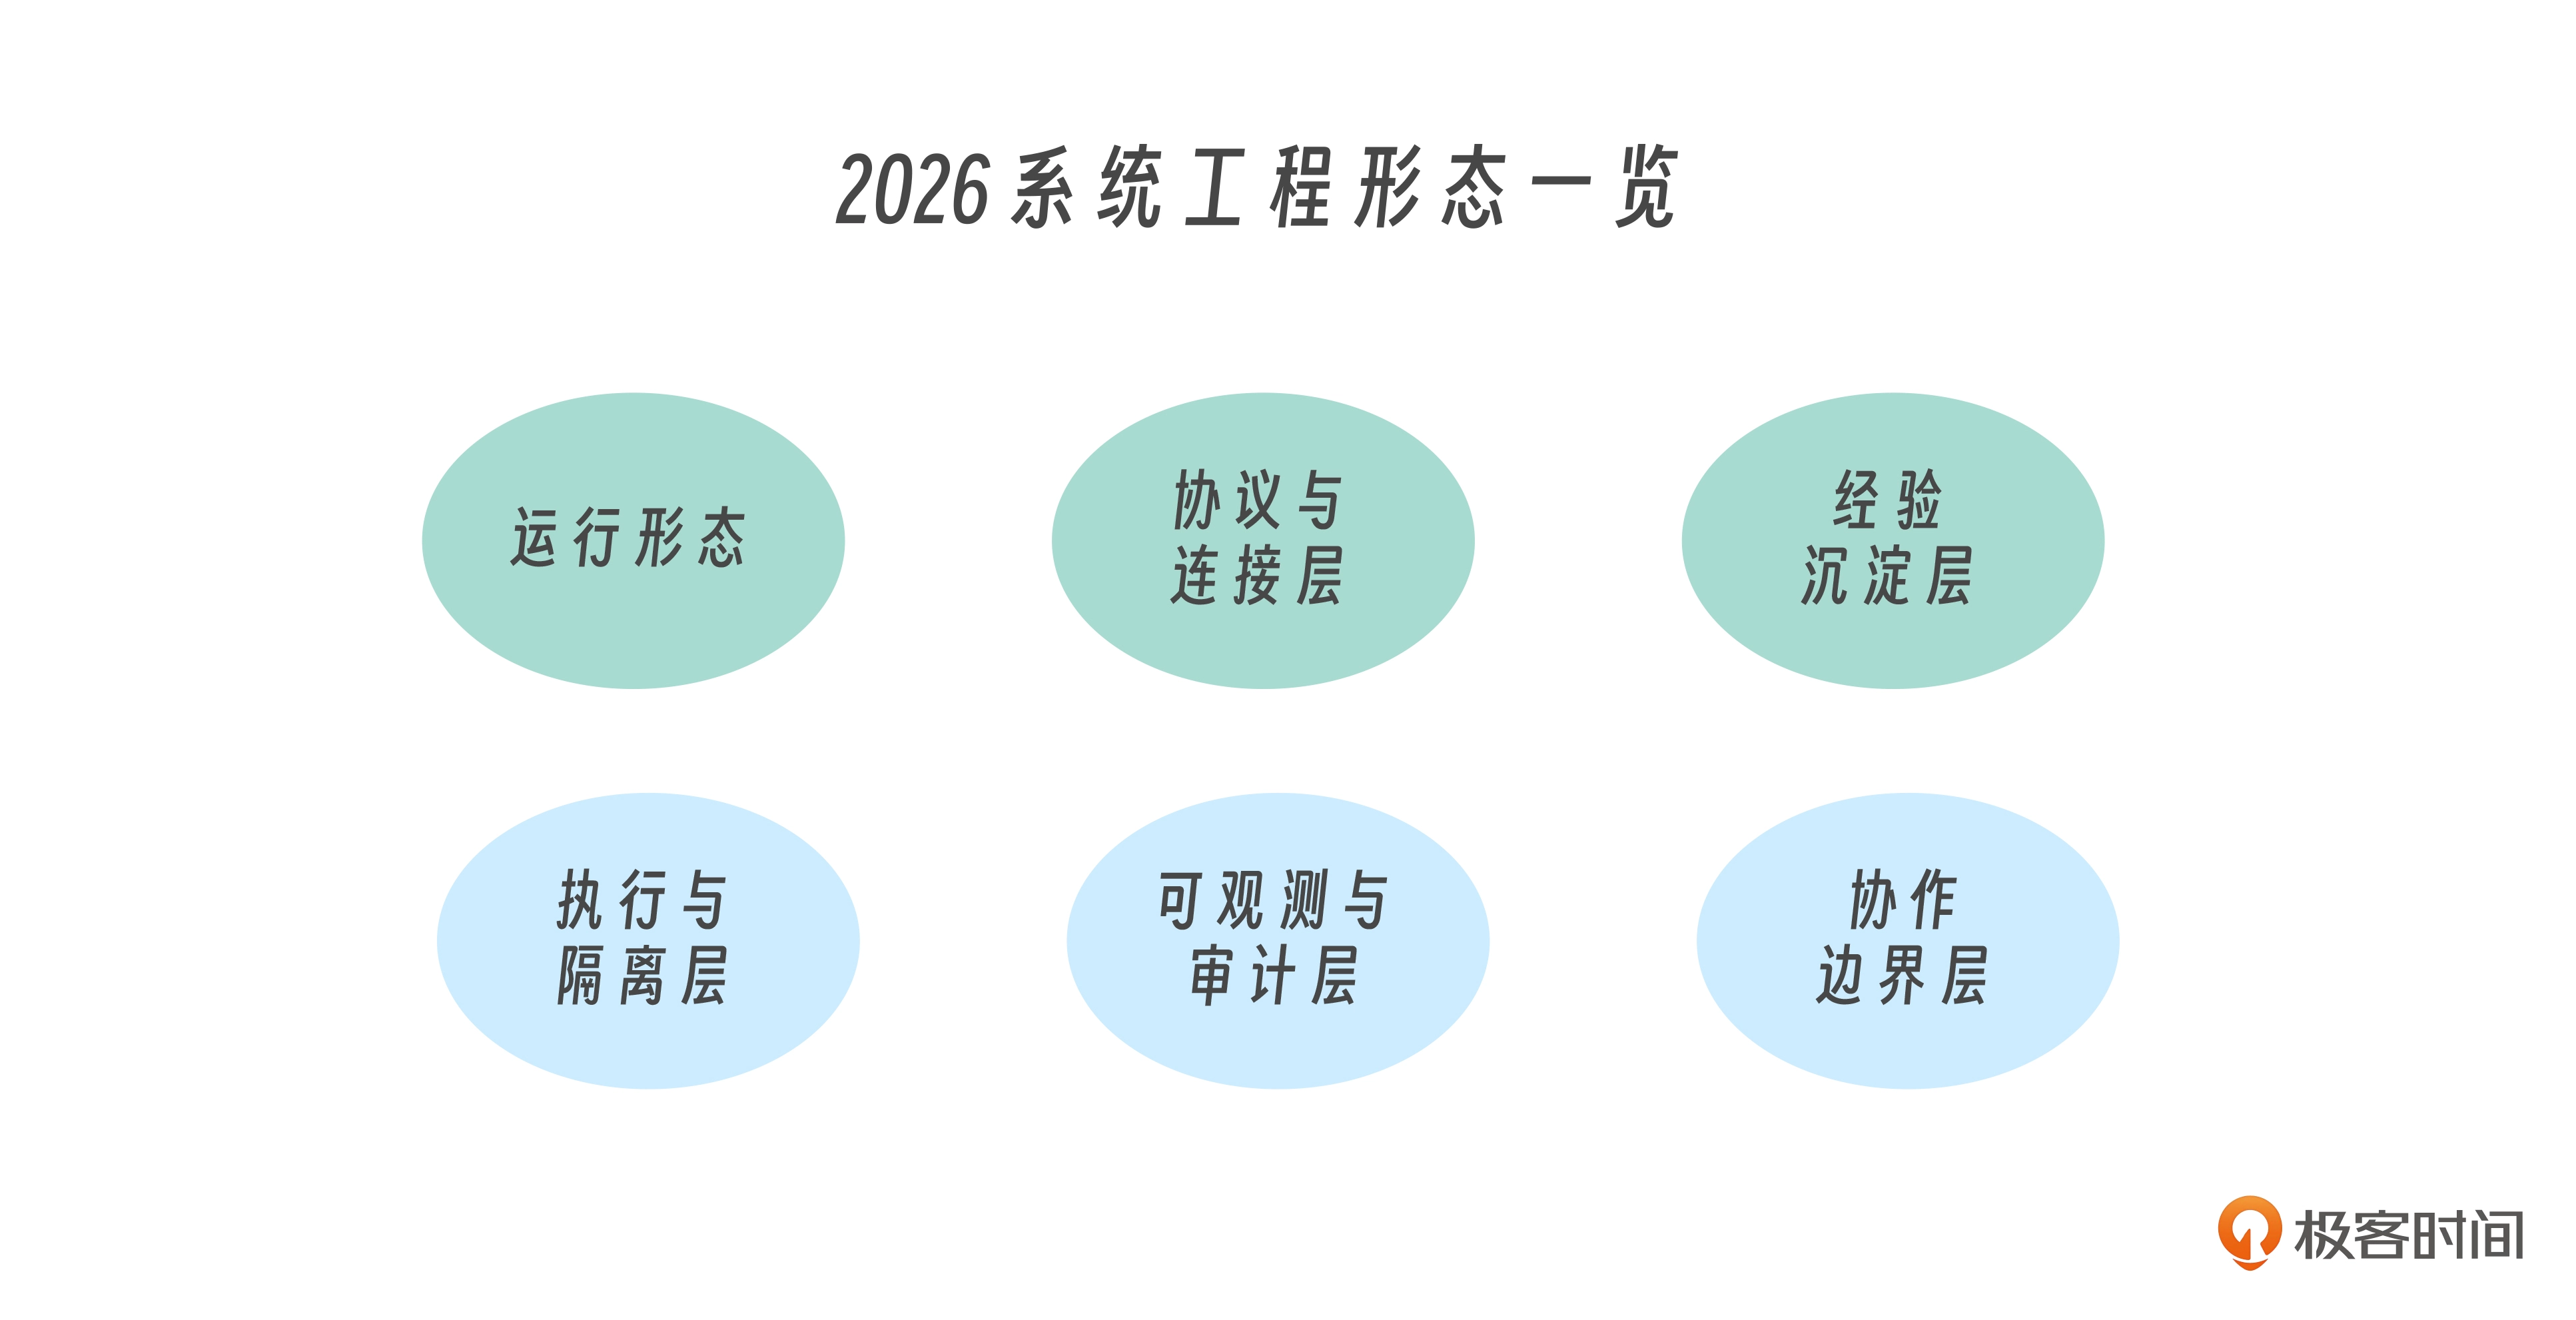 2026系统工程形态一览
运行形态
协议与
连接层
经验
沉淀层
执行与
隔离层
可观测与
审计层
协作
边界层
极客时间